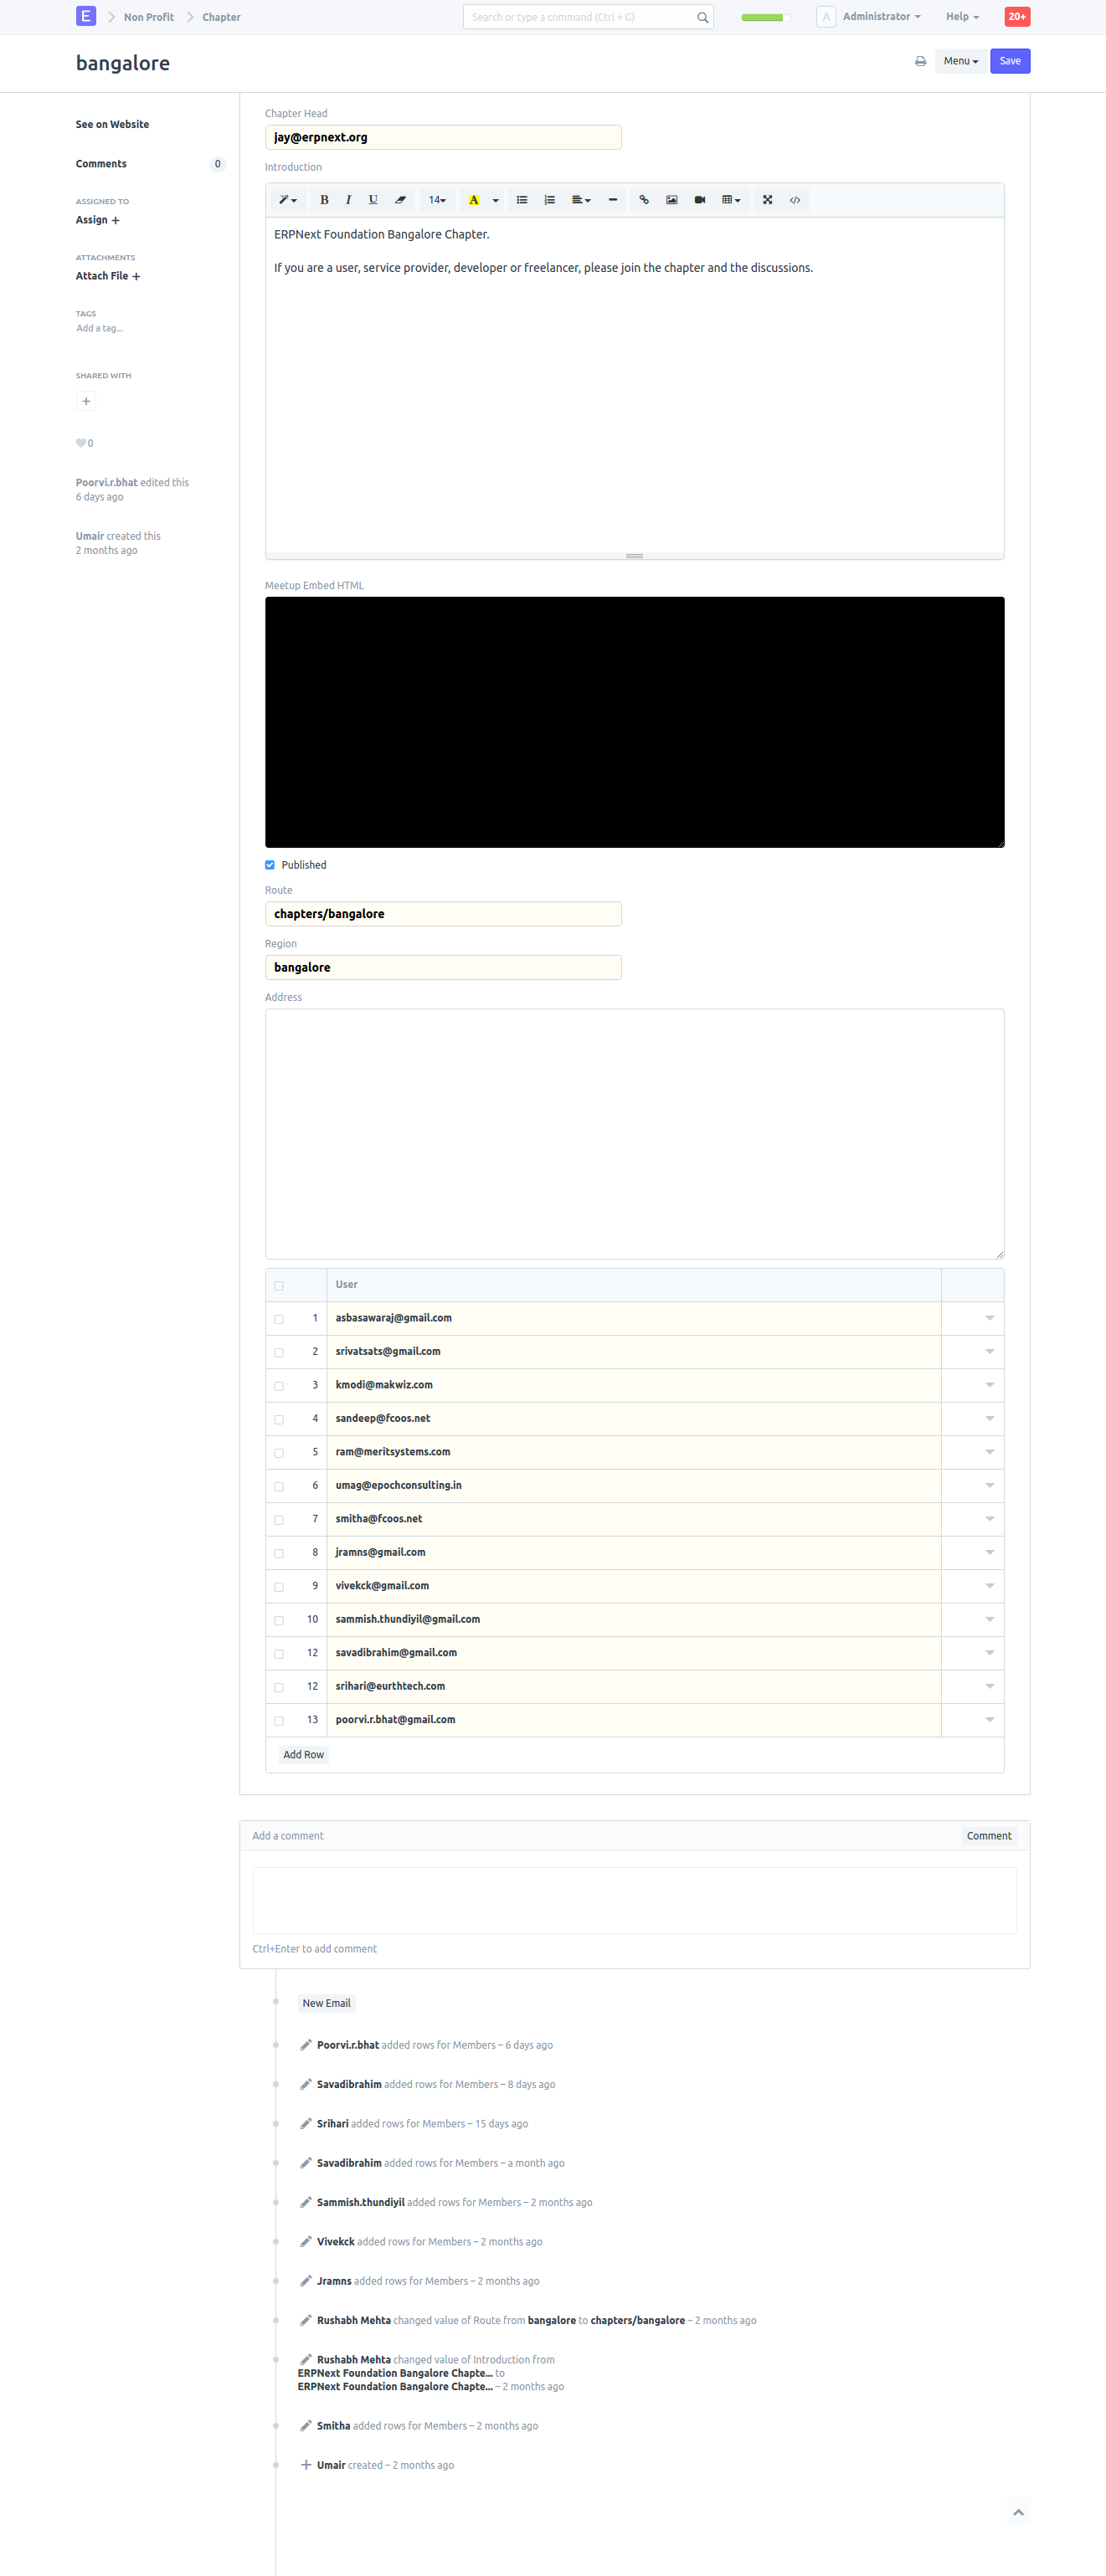 E Non Profit Chapter Search or type a command (Ctrl + G) A Administrator Help 20+
bangalore Menu Save
See on Website
Comments 0
ASSIGNED TO
Assign +
ATTACHMENTS
Attach File +
TAGS
Add a tag...
SHARED WITH
+
0
Poorvi.r.bhat edited this
6 days ago
Umair created this
2 months ago
Chapter Head
jay@erpnext.org
Introduction
B I U 14 A </>
ERPNext Foundation Bangalore Chapter.
If you are a user, service provider, developer or freelancer, please join the chapter and the discussions.
Meetup Embed HTML
Published
Route
chapters/bangalore
Region
bangalore
Address
User
1 asbasawaraj@gmail.com
2 srivatsats@gmail.com
3 kmodi@makwiz.com
4 sandeep@fcoos.net
5 ram@meritsystems.com
6 umag@epochconsulting.in
7 smitha@fcoos.net
8 jramns@gmail.com
9 vivekck@gmail.com
10 sammish.thundiyil@gmail.com
12 savadibrahim@gmail.com
12 srihari@eurthtech.com
13 poorvi.r.bhat@gmail.com
Add Row
Add a comment Comment
Ctrl+Enter to add comment
New Email
Poorvi.r.bhat added rows for Members – 6 days ago
Savadibrahim added rows for Members – 8 days ago
Srihari added rows for Members – 15 days ago
Savadibrahim added rows for Members – a month ago
Sammish.thundiyil added rows for Members – 2 months ago
Vivekck added rows for Members – 2 months ago
Jramns added rows for Members – 2 months ago
Rushabh Mehta changed value of Route from bangalore to chapters/bangalore – 2 months ago
Rushabh Mehta changed value of Introduction from
ERPNext Foundation Bangalore Chapte... to
ERPNext Foundation Bangalore Chapte... – 2 months ago
Smitha added rows for Members – 2 months ago
Umair created – 2 months ago